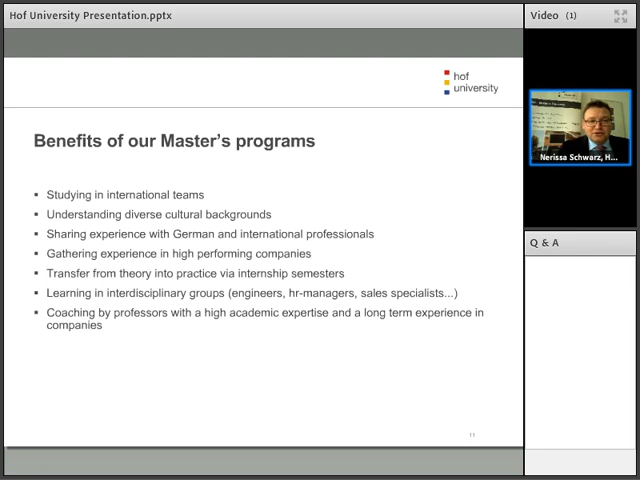 Hof University Presentation.pptx
Video (1)
hof
university
Benefits of our Master's programs
▪ Studying in international teams
▪ Understanding diverse cultural backgrounds
▪ Sharing experience with German and international professionals
▪ Gathering experience in high performing companies
▪ Transfer from theory into practice via internship semesters
▪ Learning in interdisciplinary groups (engineers, hr-managers, sales specialists...)
▪ Coaching by professors with a high academic expertise and a long term experience in
companies
11
Nerissa Schwarz, H...
Q & A